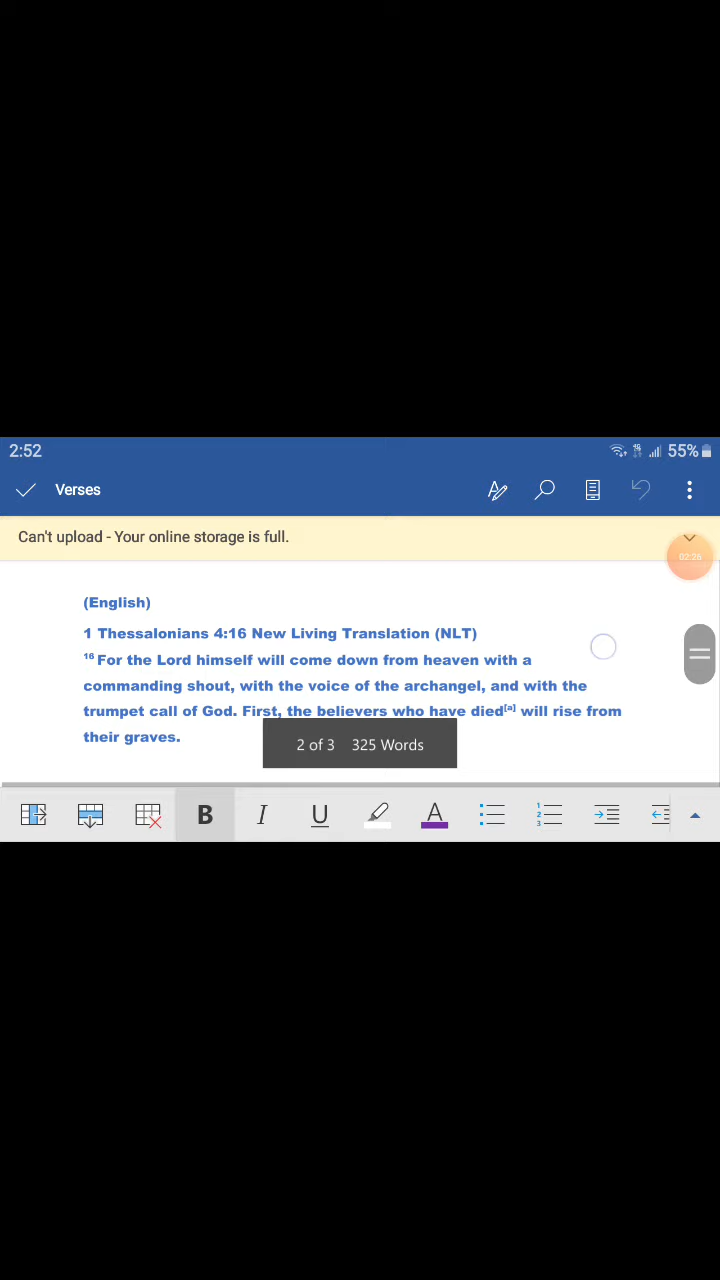 2:52
55%
Verses
Can't upload - Your online storage is full.
02:26
(English)
1 Thessalonians 4:16 New Living Translation (NLT)
16 For the Lord himself will come down from heaven with a
commanding shout, with the voice of the archangel, and with the
trumpet call of God. First, the believers who have died[a] will rise from
their graves.
2 of 3 325 Words
B I U A